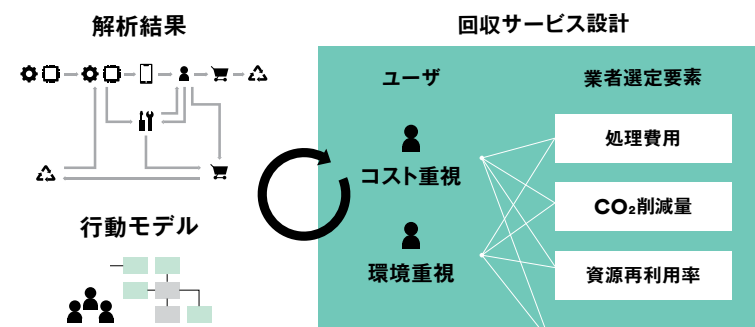 解析結果
行動モデル
回収サービス設計
ユーザ
コスト重視
環境重視
業者選定要素
処理費用
CO₂削減量
資源再利用率